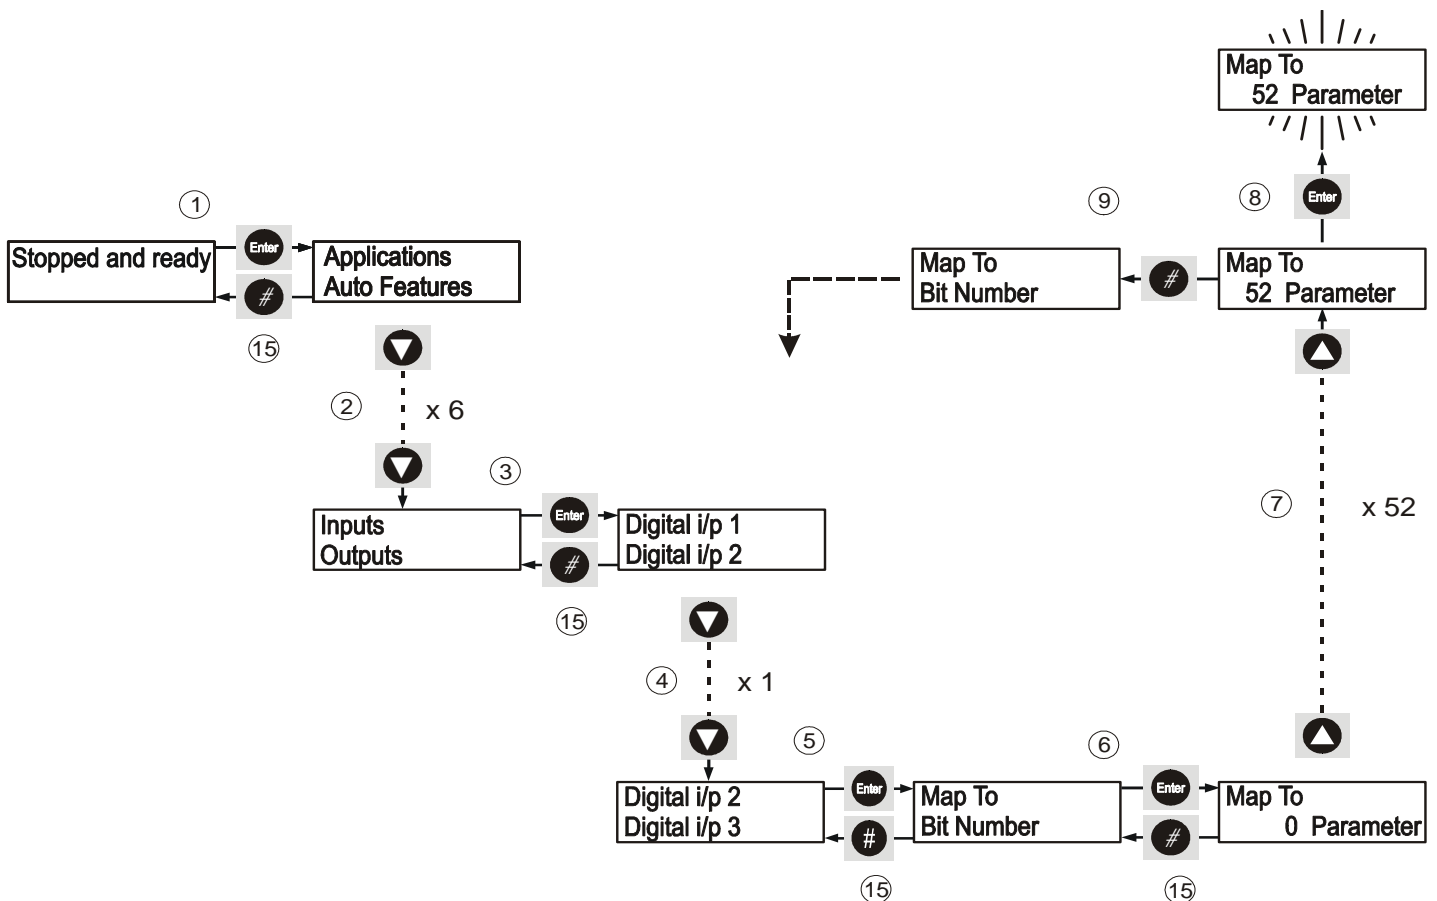 Map To
52 Parameter
8
Enter
9
1
Stopped and ready
Enter
#
Applications
Auto Features
15
Map To
Bit Number
#
Map To
52 Parameter
2
x 6
3
Inputs
Outputs
Enter
#
Digital i/p 1
Digital i/p 2
15
7
x 52
4
x 1
5
6
Digital i/p 2
Digital i/p 3
Enter
#
Map To
Bit Number
Enter
#
Map To
0 Parameter
15
15